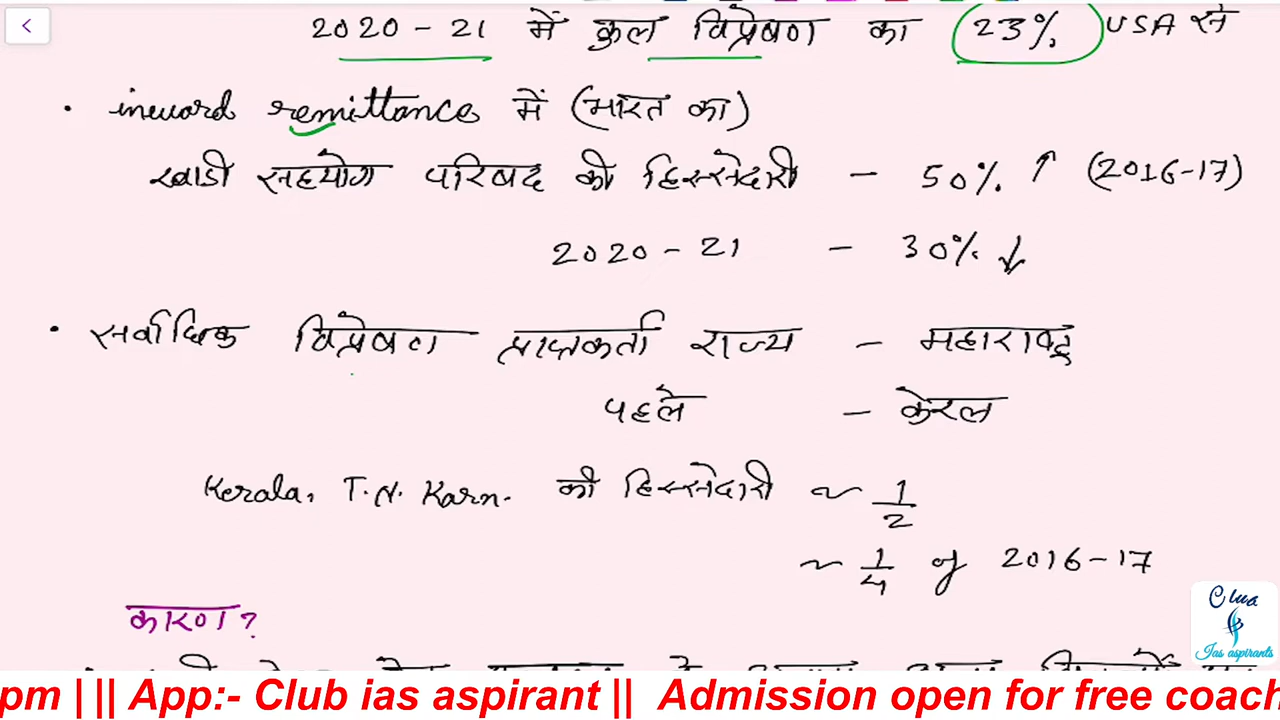 2020-21 में कुल विप्रेषण का 23% USA से
• inward remittance में (भारत का)
खाडी सहयोग परिषद की हिस्सेदारी - 50% ↑ (2016-17)
2020-21 - 30% ↓
• सर्वाधिक विप्रेषण प्राप्तकर्ता राज्य - महाराष्ट्र
पहले - केरल
Kerala, T.N. Karn. की हिस्सेदारी ~ 1/2
~ 1/4 of 2016-17
कारण?
Club
Ias aspirants
pm | || App:- Club ias aspirant || Admission open for free coach